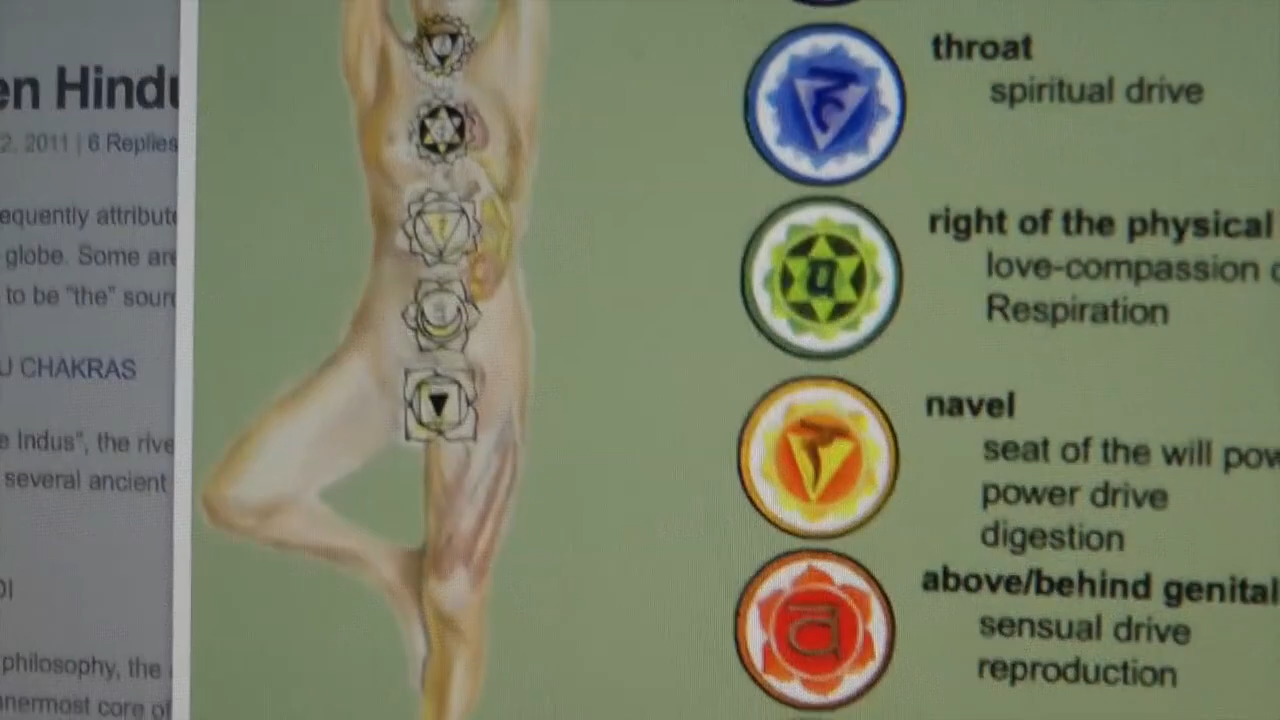 en Hindu
2, 2011 | 6 Replies
equently attribute
globe. Some are
to be "the" sour
U CHAKRAS
e Indus", the rive
several ancient
philosophy, the
nnermost core of
throat
spiritual drive
right of the physical
love-compassion
Respiration
navel
seat of the will pow
power drive
digestion
above/behind genital
sensual drive
reproduction